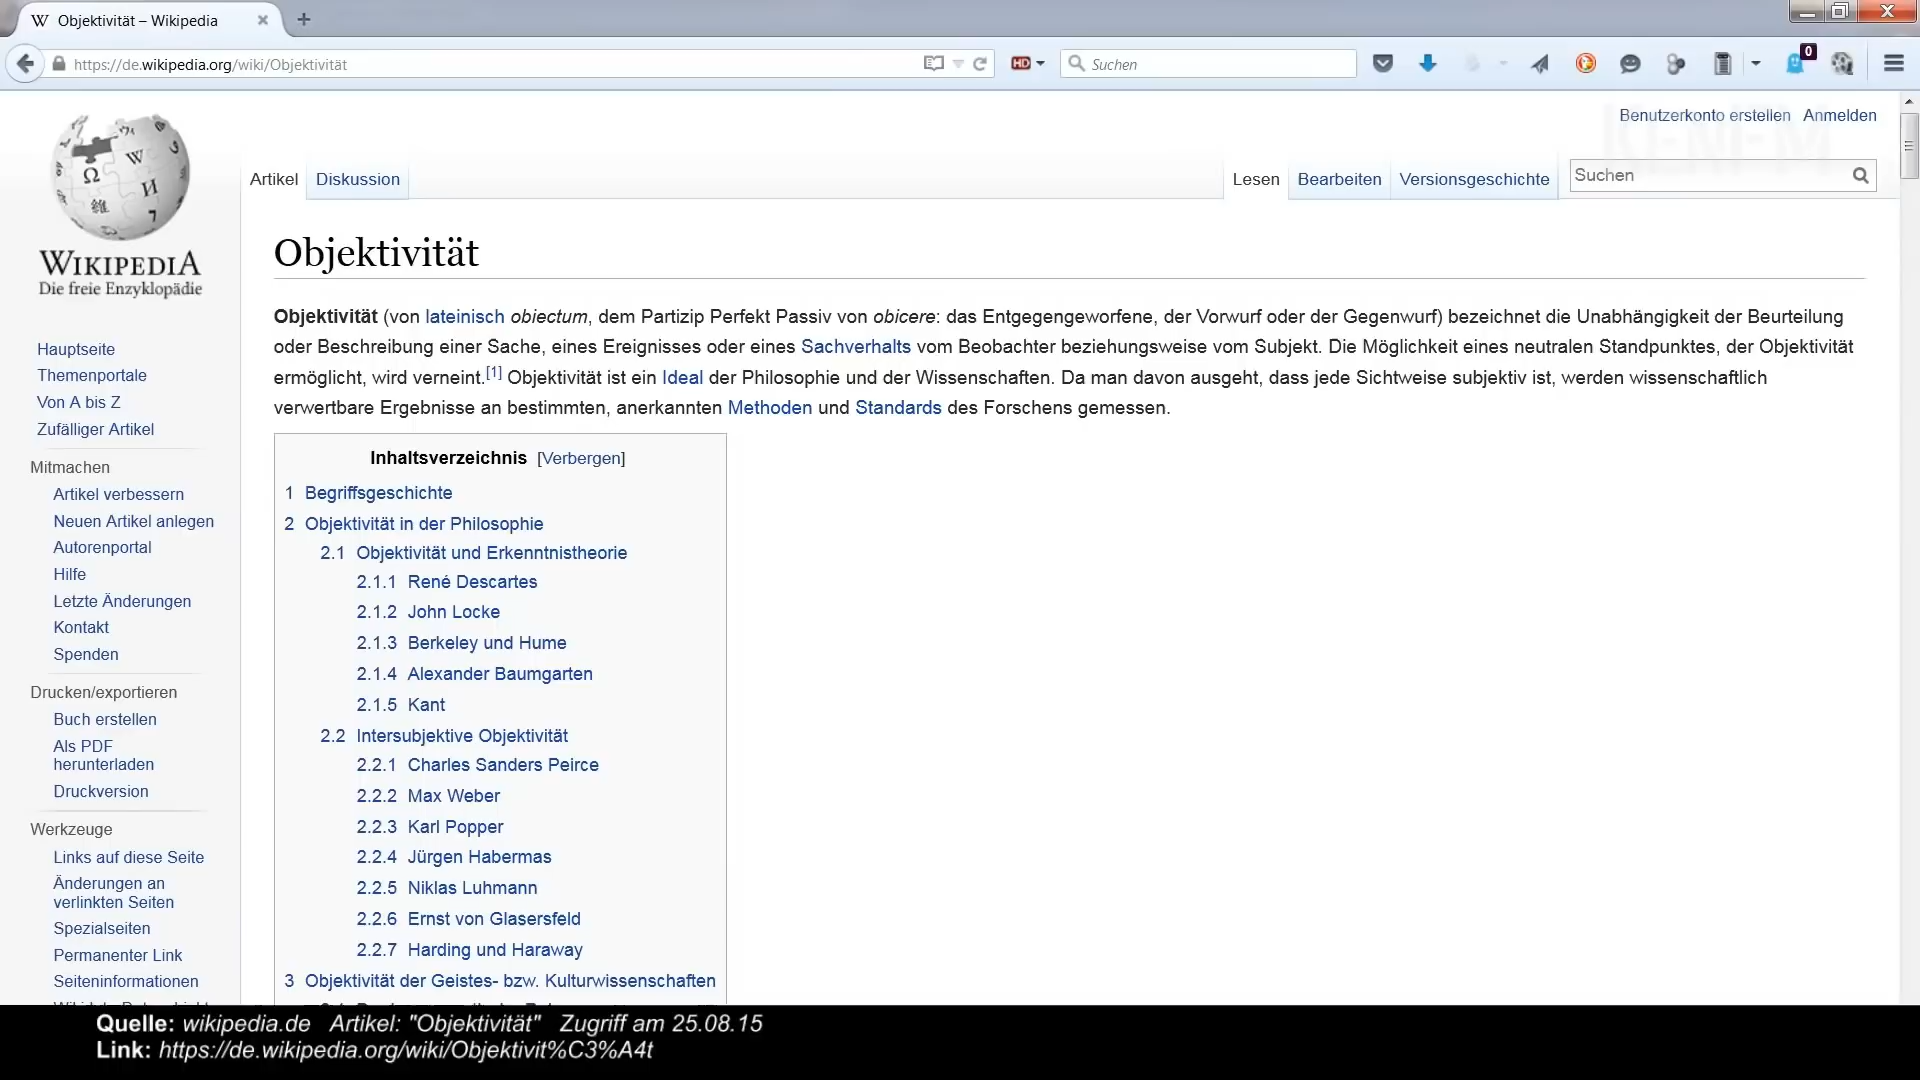 Objektivität – Wikipedia
https://de.wikipedia.org/wiki/Objektivität
HD
Suchen
0
Benutzerkonto erstellen Anmelden
Artikel Diskussion Lesen Bearbeiten Versionsgeschichte Suchen
WIKIPEDIA
Die freie Enzyklopädie
Hauptseite
Themenportale
Von A bis Z
Zufälliger Artikel
Mitmachen
Artikel verbessern
Neuen Artikel anlegen
Autorenportal
Hilfe
Letzte Änderungen
Kontakt
Spenden
Drucken/exportieren
Buch erstellen
Als PDF
herunterladen
Druckversion
Werkzeuge
Links auf diese Seite
Änderungen an
verlinkten Seiten
Spezialseiten
Permanenter Link
Seiteninformationen
Objektivität
Objektivität (von lateinisch obiectum, dem Partizip Perfekt Passiv von obicere: das Entgegengeworfene, der Vorwurf oder der Gegenwurf) bezeichnet die Unabhängigkeit der Beurteilung
oder Beschreibung einer Sache, eines Ereignisses oder eines Sachverhalts vom Beobachter beziehungsweise vom Subjekt. Die Möglichkeit eines neutralen Standpunktes, der Objektivität
ermöglicht, wird verneint.[1] Objektivität ist ein Ideal der Philosophie und der Wissenschaften. Da man davon ausgeht, dass jede Sichtweise subjektiv ist, werden wissenschaftlich
verwertbare Ergebnisse an bestimmten, anerkannten Methoden und Standards des Forschens gemessen.
Inhaltsverzeichnis [Verbergen]
1 Begriffsgeschichte
2 Objektivität in der Philosophie
2.1 Objektivität und Erkenntnistheorie
2.1.1 René Descartes
2.1.2 John Locke
2.1.3 Berkeley und Hume
2.1.4 Alexander Baumgarten
2.1.5 Kant
2.2 Intersubjektive Objektivität
2.2.1 Charles Sanders Peirce
2.2.2 Max Weber
2.2.3 Karl Popper
2.2.4 Jürgen Habermas
2.2.5 Niklas Luhmann
2.2.6 Ernst von Glasersfeld
2.2.7 Harding und Haraway
3 Objektivität der Geistes- bzw. Kulturwissenschaften
Quelle: wikipedia.de Artikel: "Objektivität" Zugriff am 25.08.15
Link: https://de.wikipedia.org/wiki/Objektivit%C3%A4t